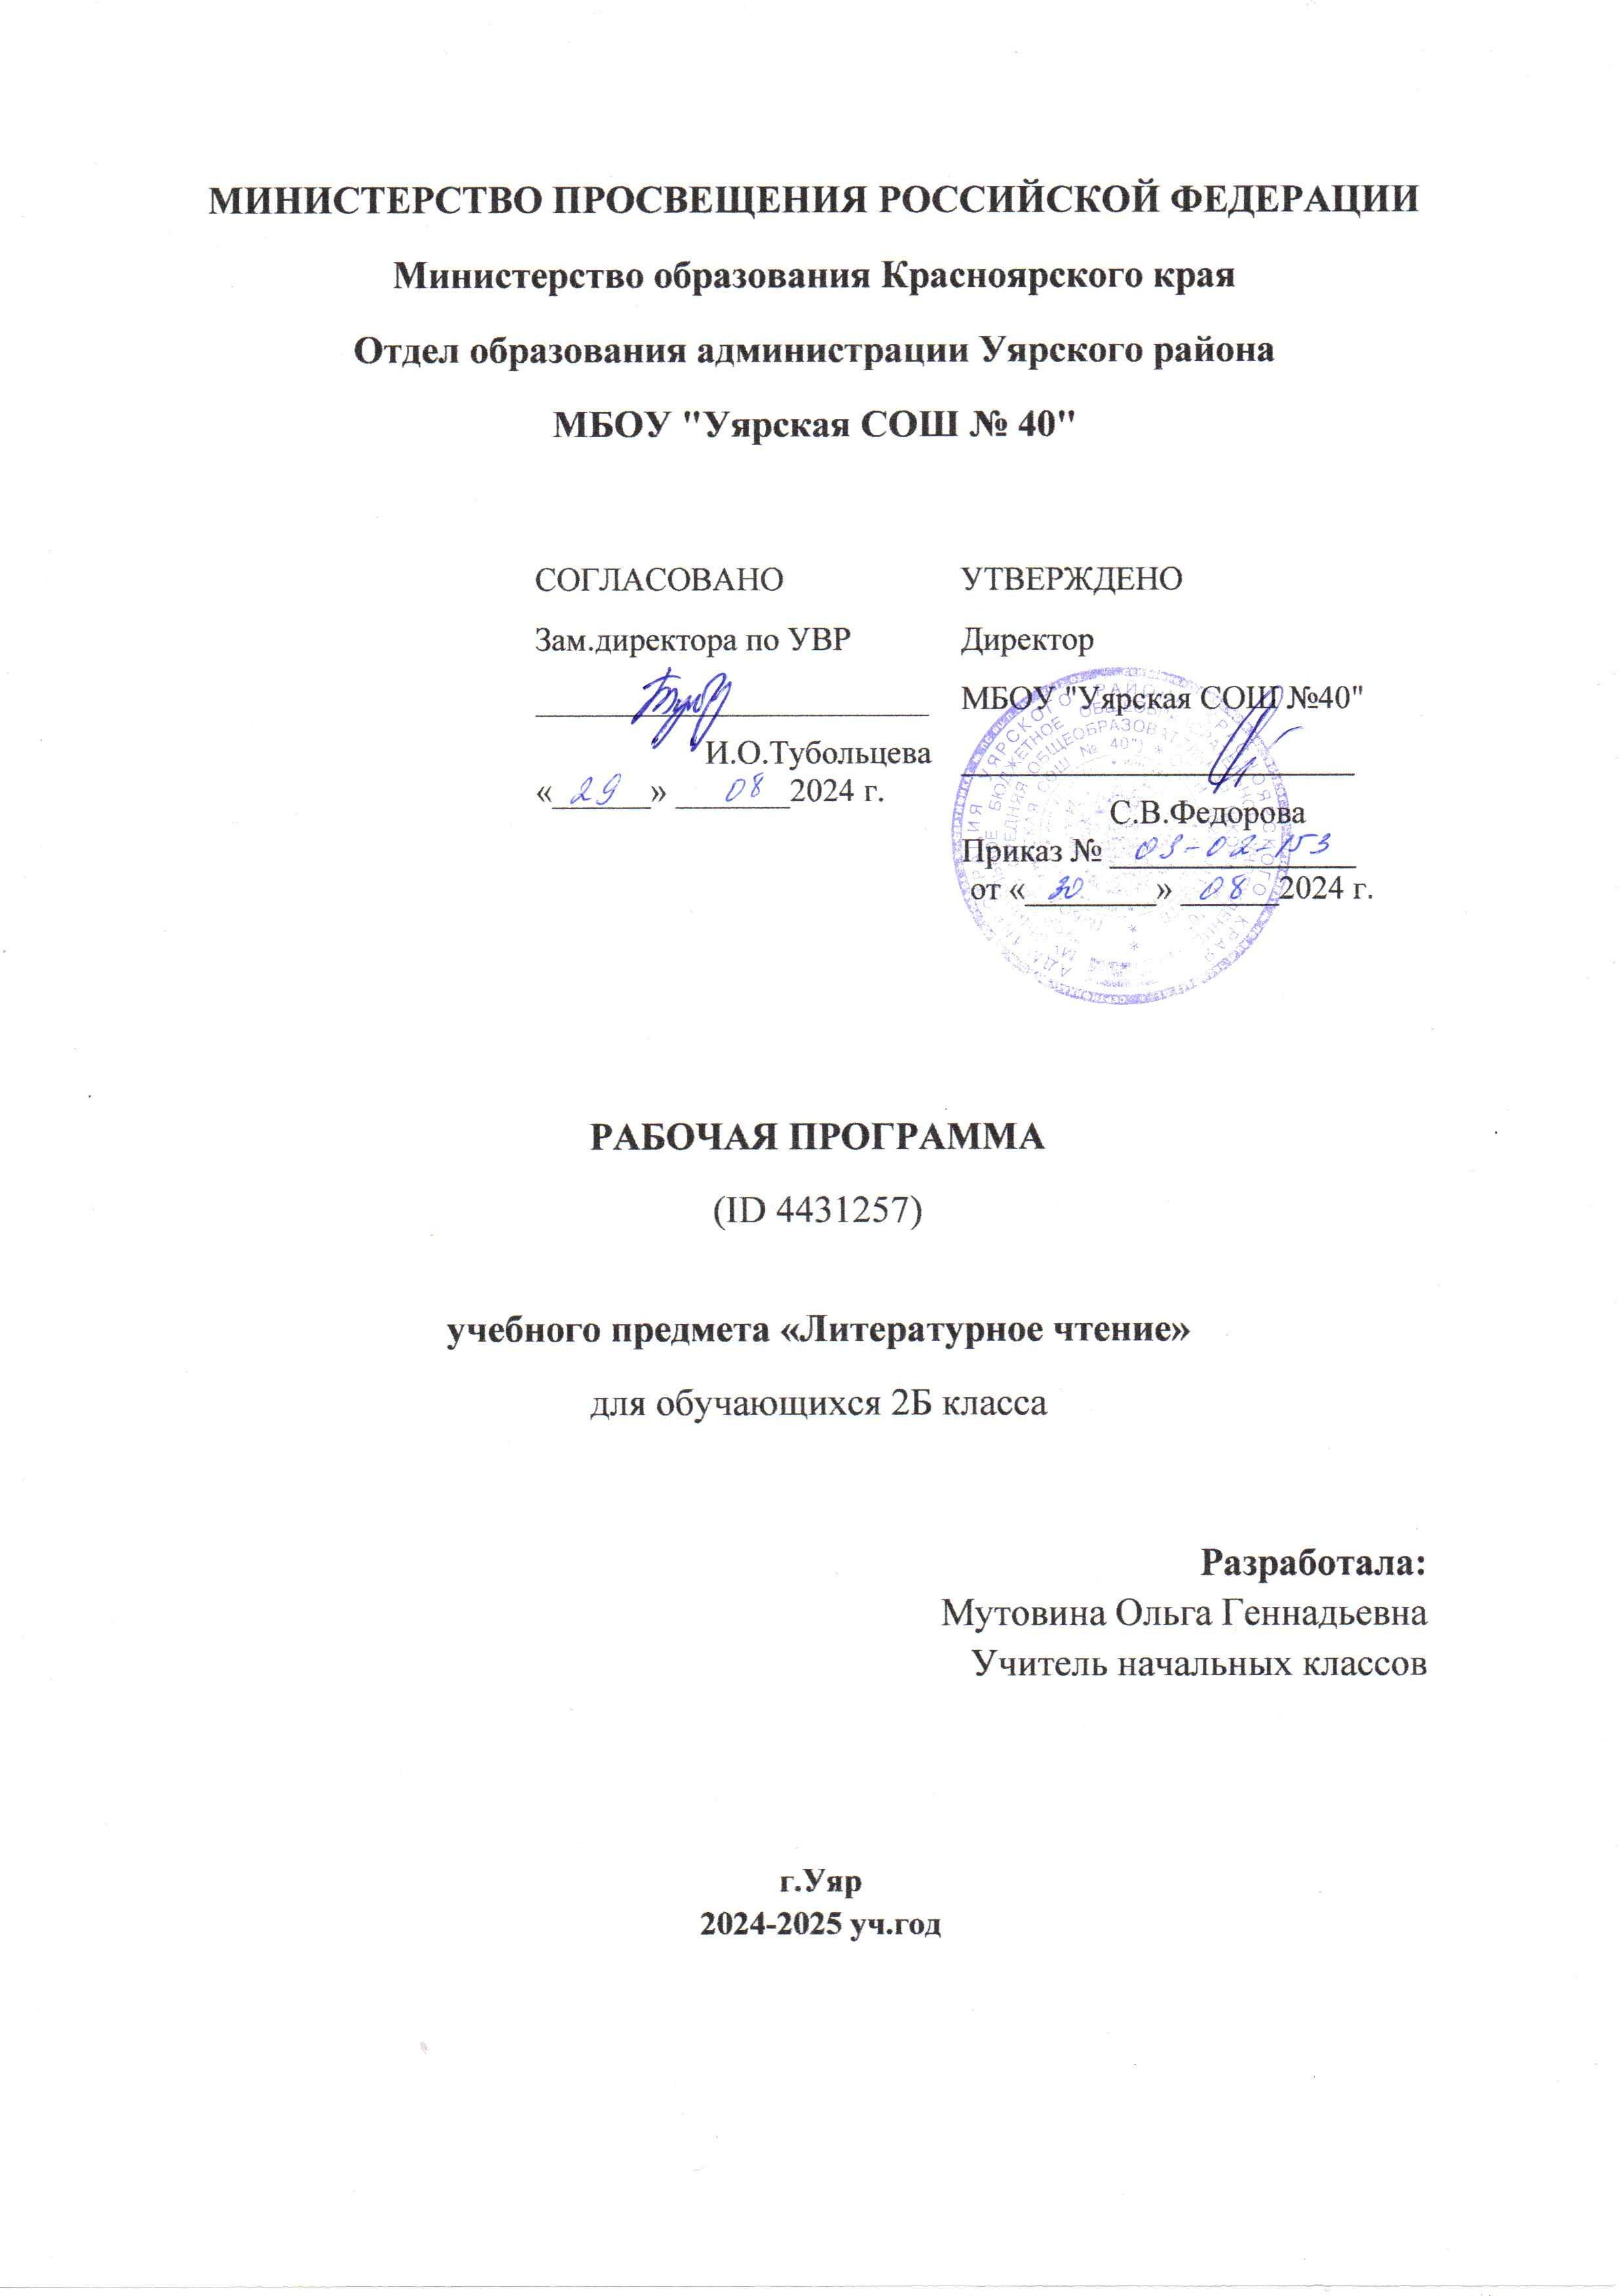 МИНИСТЕРСТВО ПРОСВЕЩЕНИЯ РОССИЙСКОЙ ФЕДЕРАЦИИ
Министерство образования Красноярского края
Отдел образования администрации Уярского района
МБОУ "Уярская СОШ № 40"
СОГЛАСОВАНО
Зам.директора по УВР
И.О.Тубольцева
«29» 08 2024 г.
УТВЕРЖДЕНО
Директор
МБОУ "Уярская СОШ №40"
С.В.Федорова
Приказ № 03-02-153
от «30» 08 2024 г.
РАБОЧАЯ ПРОГРАММА
(ID 4431257)
учебного предмета «Литературное чтение»
для обучающихся 2Б класса
Разработала:
Мутовина Ольга Геннадьевна
Учитель начальных классов
г.Уяр
2024-2025 уч.год